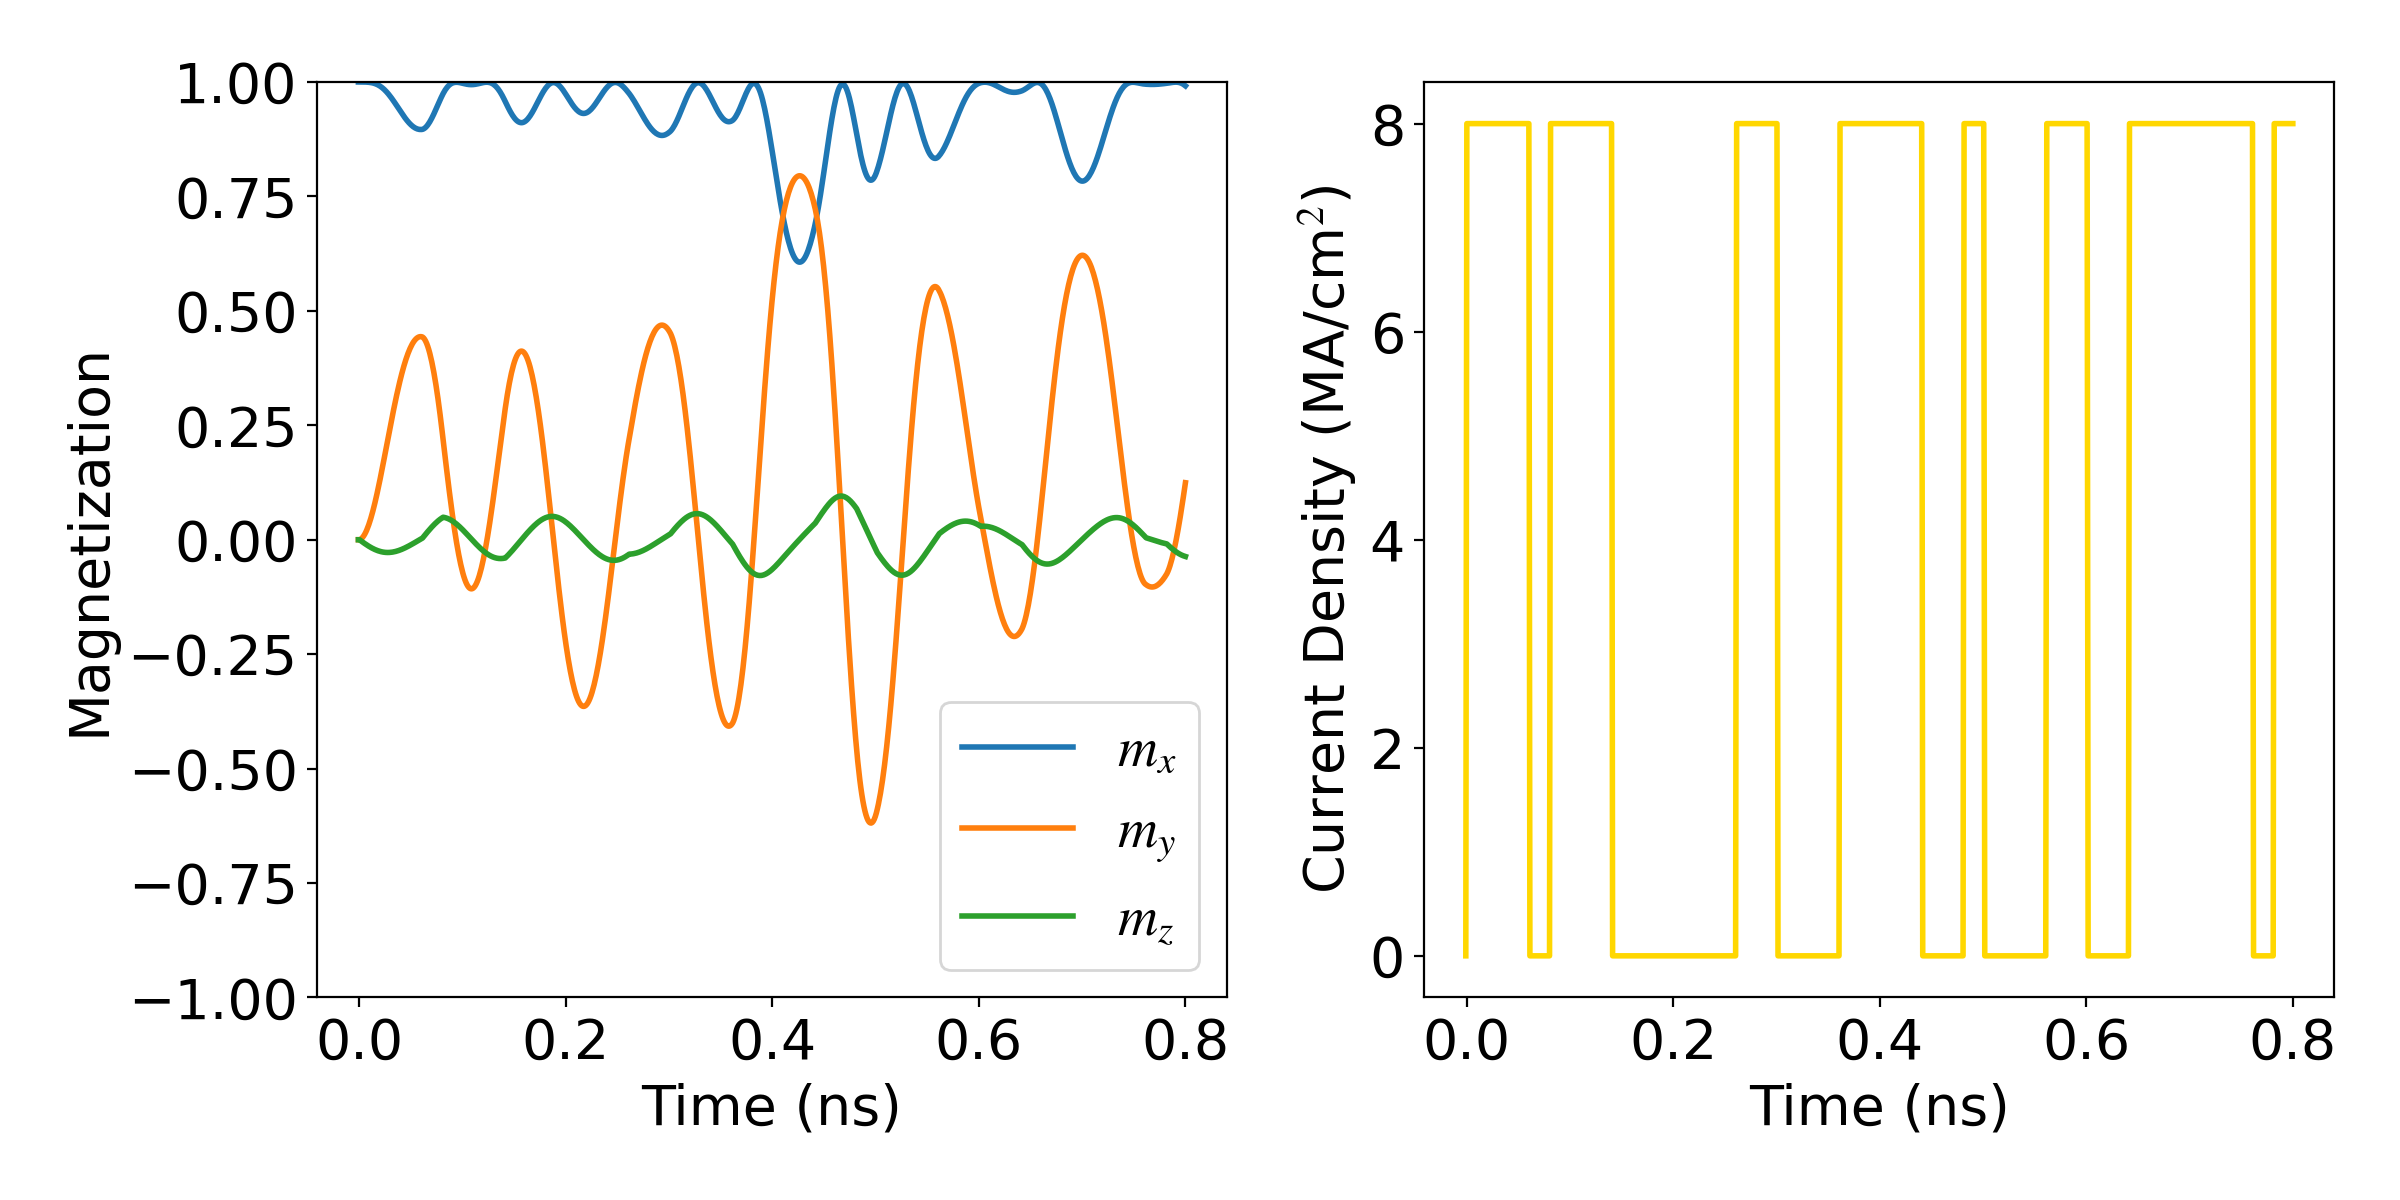 Magnetization
1.00
0.75
0.50
0.25
0.00
−0.25
−0.50
−0.75
−1.00
0.0 0.2 0.4 0.6 0.8
Time (ns)
m_x
m_y
m_z
Current Density (MA/cm²)
8
6
4
2
0
0.0 0.2 0.4 0.6 0.8
Time (ns)